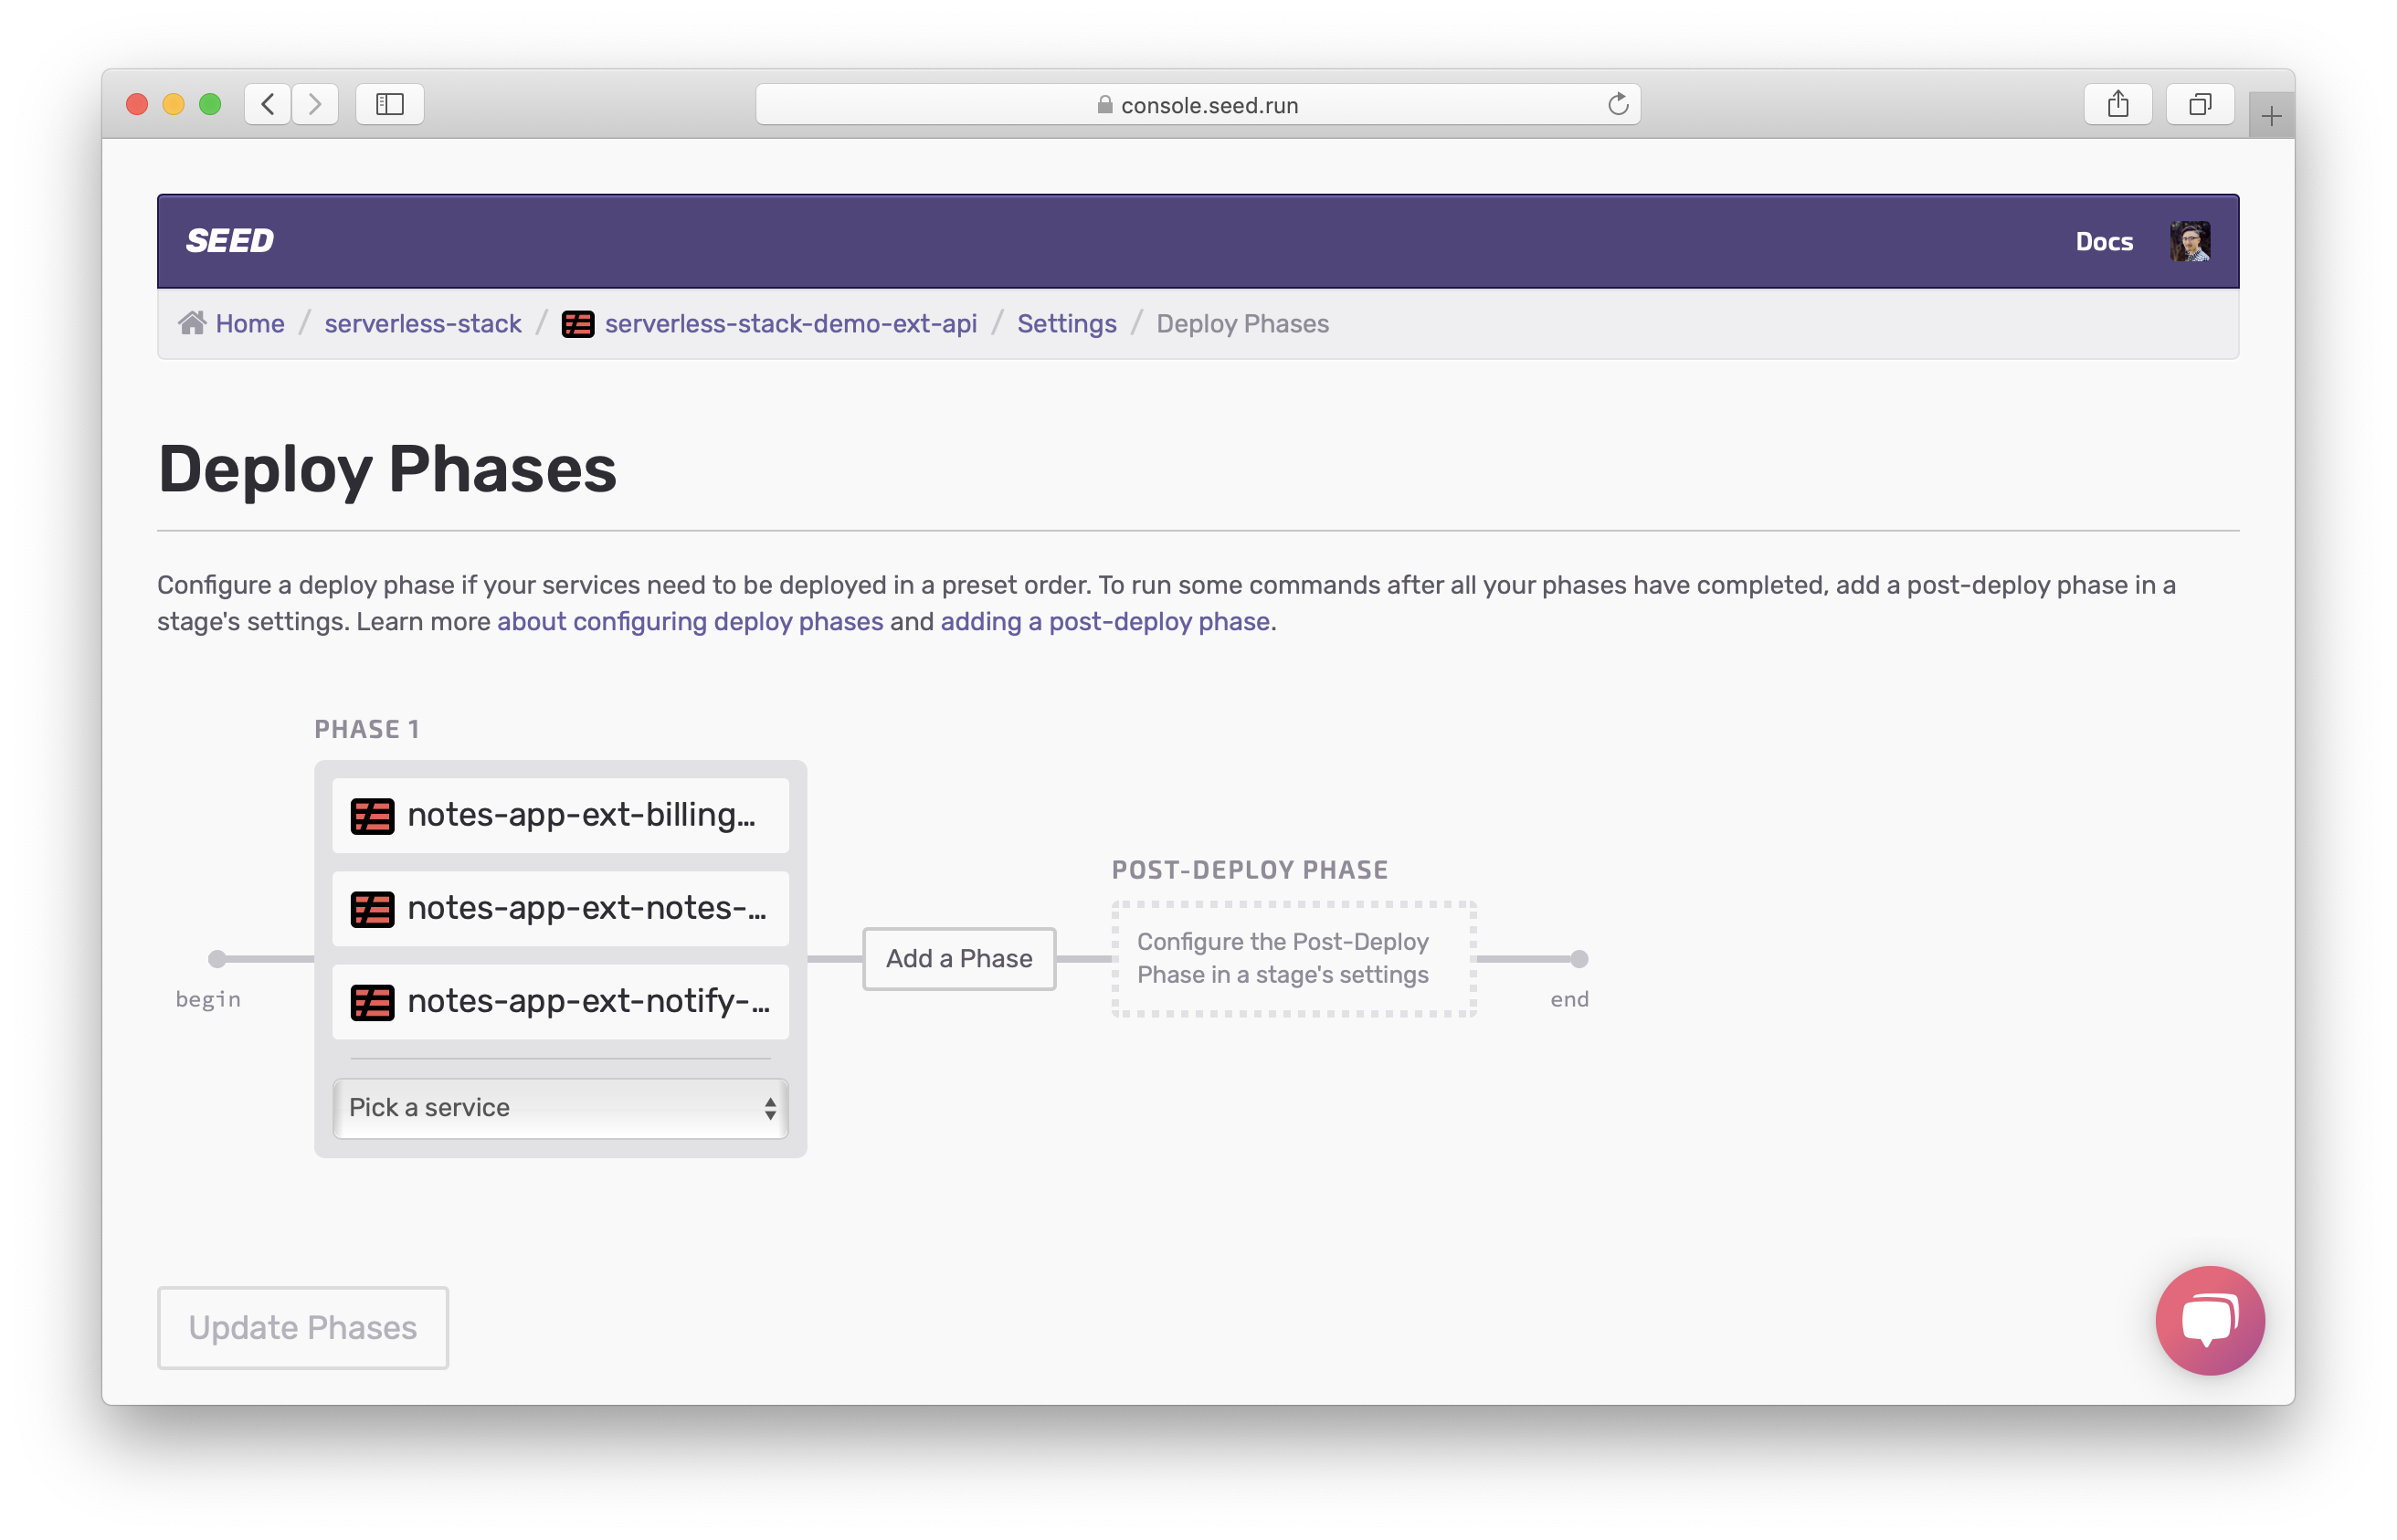 console.seed.run
SEED
Docs
Home / serverless-stack / serverless-stack-demo-ext-api / Settings / Deploy Phases
Deploy Phases
Configure a deploy phase if your services need to be deployed in a preset order. To run some commands after all your phases have completed, add a post-deploy phase in a
stage's settings. Learn more about configuring deploy phases and adding a post-deploy phase.
PHASE 1
notes-app-ext-billing...
notes-app-ext-notes-...
notes-app-ext-notify-...
Pick a service
begin
Add a Phase
POST-DEPLOY PHASE
Configure the Post-Deploy
Phase in a stage's settings
end
Update Phases